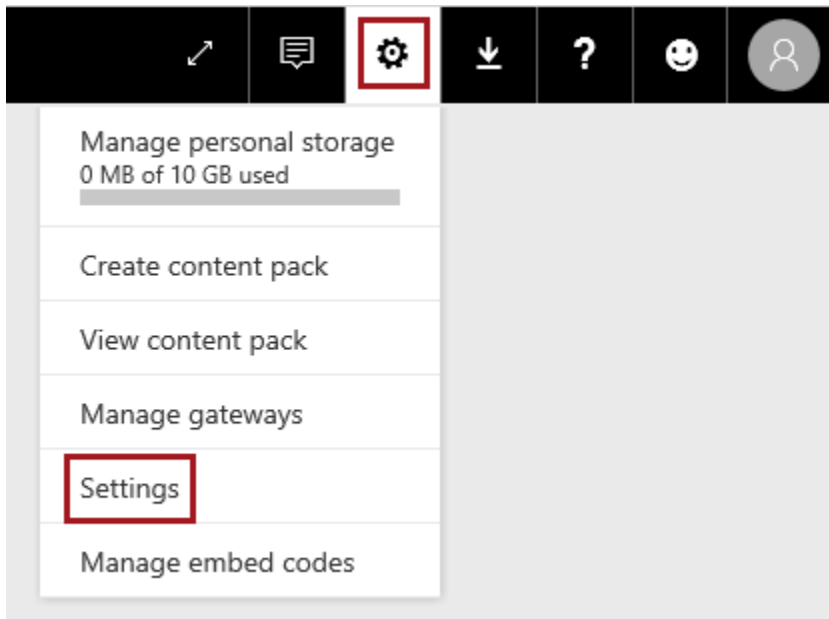 ?
Manage personal storage
0 MB of 10 GB used
Create content pack
View content pack
Manage gateways
Settings
Manage embed codes